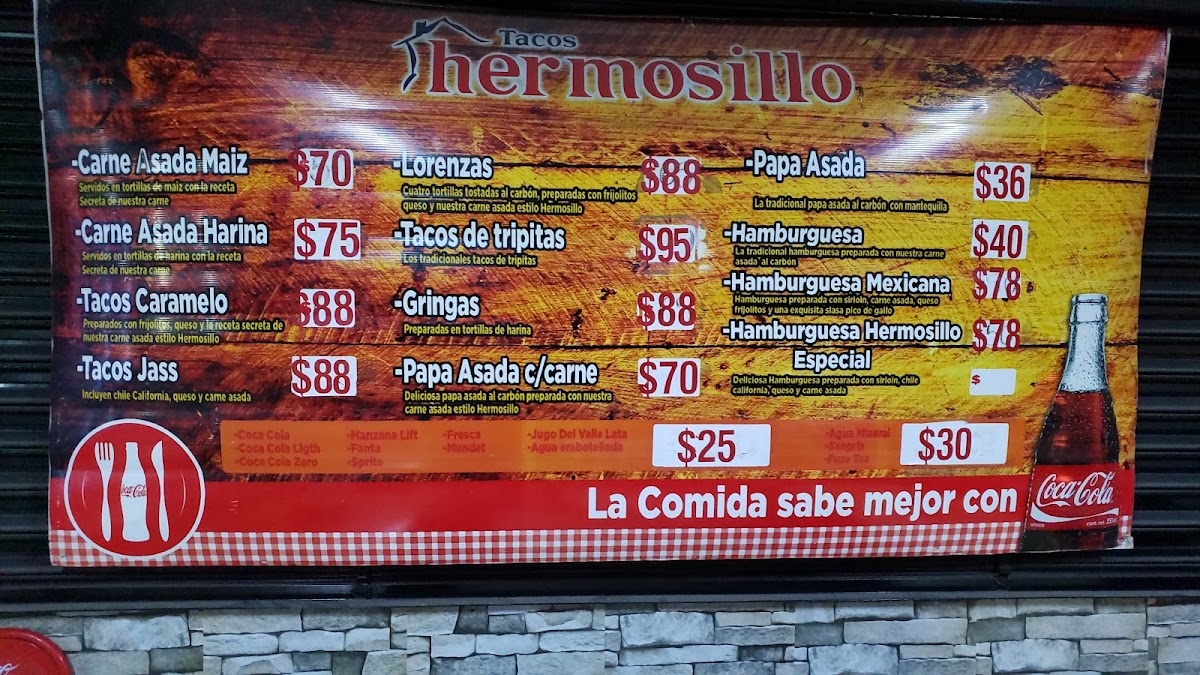 Tacos
hermosillo
-Carne Asada Maiz $70
Servidos en tortillas de maiz con la receta
Secreta de nuestra carne
-Carne Asada Harina $75
Servidos en tortillas de harina con la receta
Secreta de nuestra carne
-Tacos Caramelo $88
Preparados con frijolitos, queso y la receta secreta de
nuestra carne asada estilo Hermosillo
-Tacos Jass $88
Incluyen chile California, queso y carne asada
-Lorenzas $88
Cuatro tortillas tostadas al carbón, preparadas con frijolitos
queso y nuestra carne asada estilo Hermosillo
-Tacos de tripitas $95
Los tradicionales tacos de tripitas
-Gringas $88
Preparadas en tortillas de harina
-Papa Asada c/carne $70
Deliciosa papa asada al carbón preparada con nuestra
carne asada estilo Hermosillo
-Papa Asada $36
La tradicional papa asada al carbón con mantequilla
-Hamburguesa $40
La tradicional hamburguesa preparada con nuestra carne
asada al carbón
-Hamburguesa Mexicana $78
Hamburguesa preparada con sirloin, carne asada, queso
frijolitos y una exquisita slasa pico de gallo
-Hamburguesa Hermosillo $78
Especial $
Deliciosa Hamburguesa preparada con sirloin, chile
california, queso y carne asada
-Coca Cola
-Coca Cola Ligth
-Coca Cola Zero
-Manzana Lift
-Fanta
-Sprite
-Fresca
-Mundet
-Jugo Del Valle Lata
-Agua embotellada
$25
-Agua Mineral
-Sangria
-Fuze Tea
$30
Coca-Cola
La Comida sabe mejor con
Coca-Cola